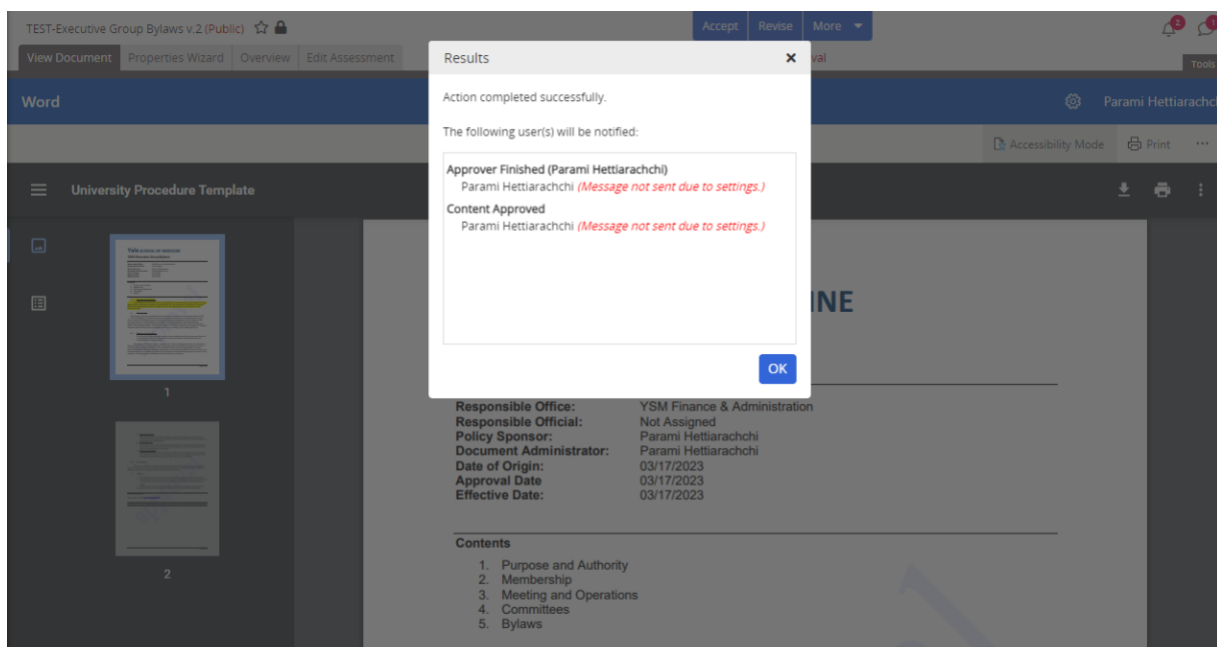 TEST-Executive Group Bylaws v.2 (Public)
Accept Revise More
2
View Document Properties Wizard Overview Edit Assessment
val
Tools
Results
Action completed successfully.
The following user(s) will be notified:
Approver Finished (Parami Hettiarachchi)
Parami Hettiarachchi (Message not sent due to settings.)
Content Approved
Parami Hettiarachchi (Message not sent due to settings.)
OK
Word
Parami Hettiarachc
Accessibility Mode Print
University Procedure Template
1
2
INE
Responsible Office: YSM Finance & Administration
Responsible Official: Not Assigned
Policy Sponsor: Parami Hettiarachchi
Document Administrator: Parami Hettiarachchi
Date of Origin: 03/17/2023
Approval Date 03/17/2023
Effective Date: 03/17/2023
Contents
1. Purpose and Authority
2. Membership
3. Meeting and Operations
4. Committees
5. Bylaws